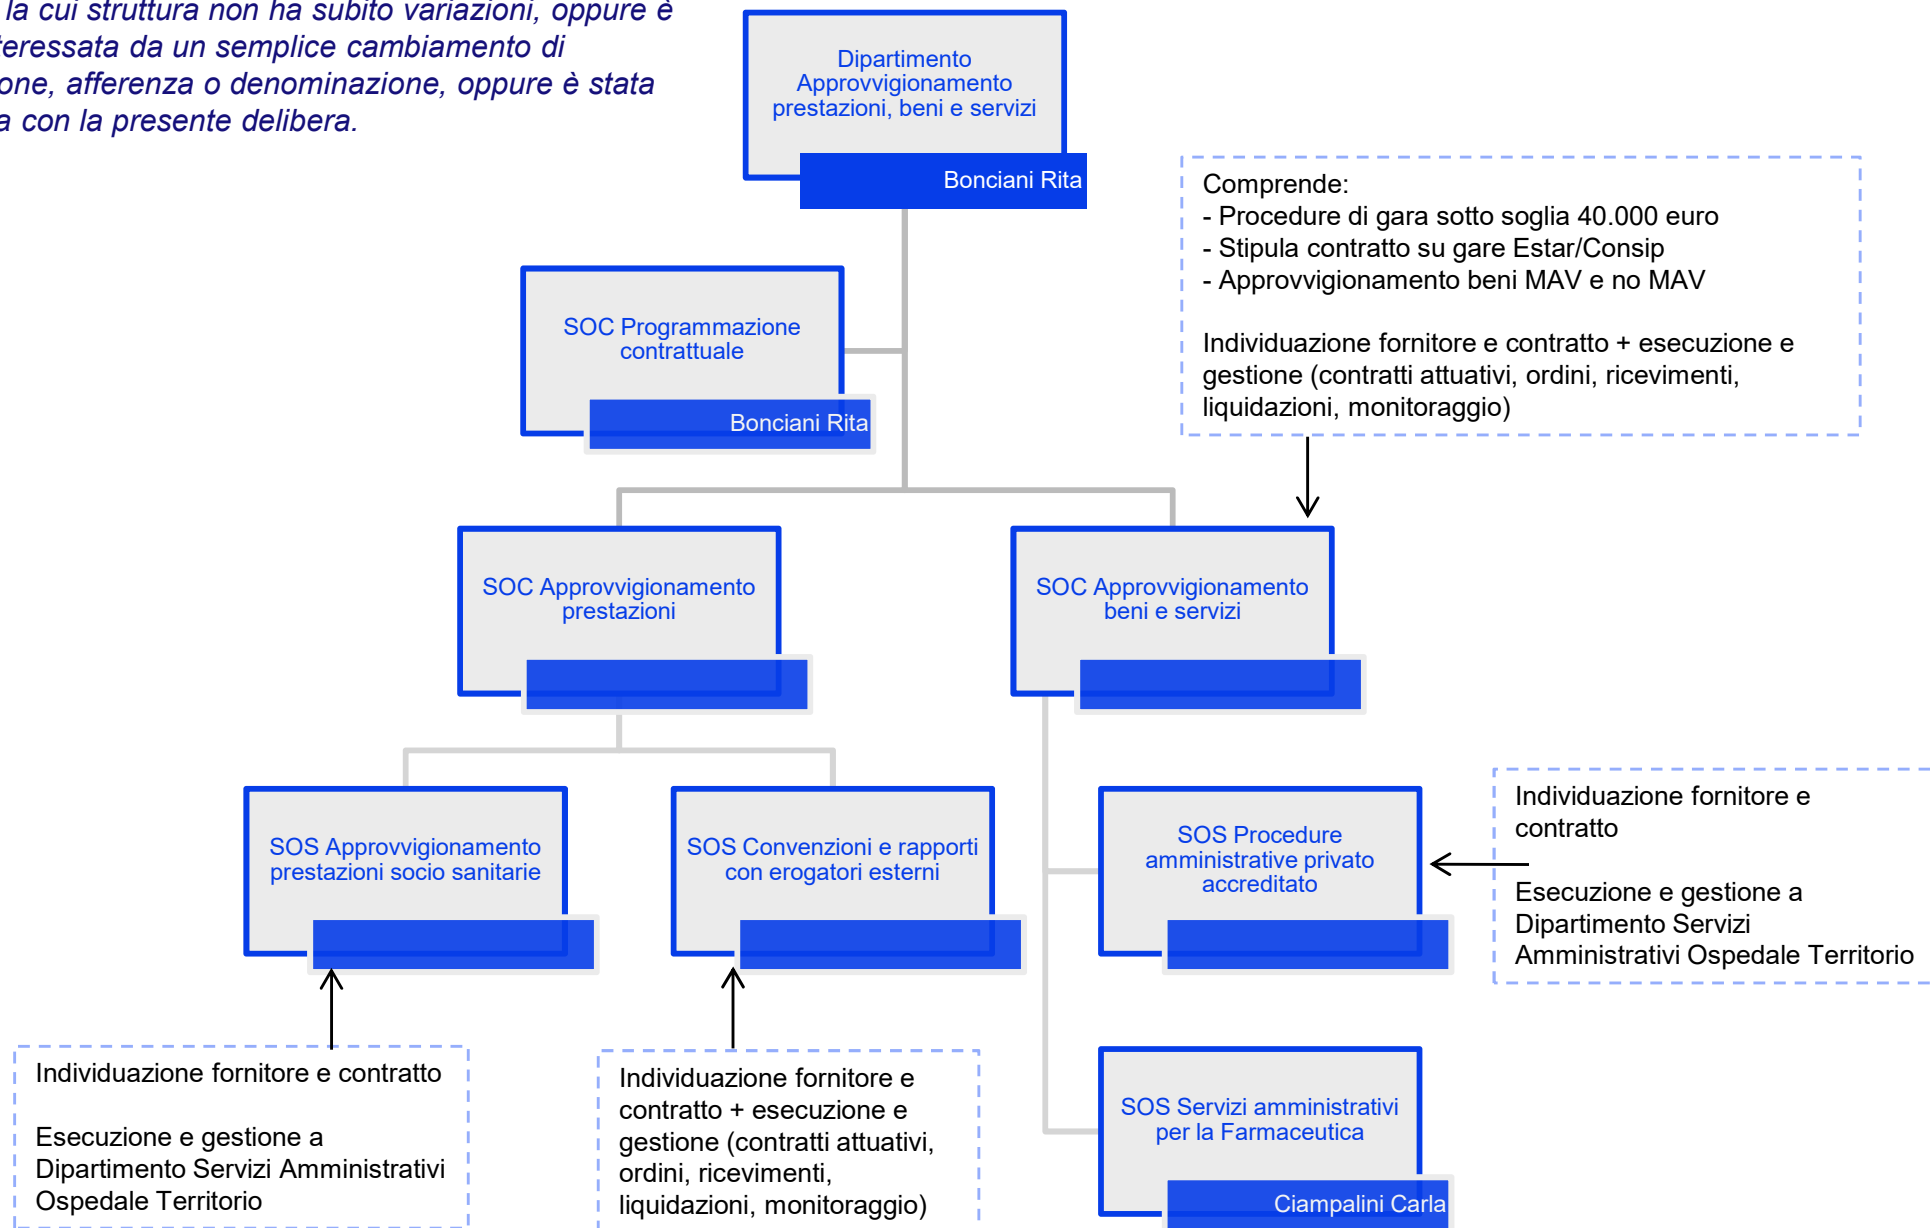 la cui struttura non ha subito variazioni, oppure è
teressata da un semplice cambiamento di
one, afferenza o denominazione, oppure è stata
a con la presente delibera.
Dipartimento
Approvvigionamento
prestazioni, beni e servizi
Bonciani Rita
Comprende:
- Procedure di gara sotto soglia 40.000 euro
- Stipula contratto su gare Estar/Consip
- Approvvigionamento beni MAV e no MAV
Individuazione fornitore e contratto + esecuzione e
gestione (contratti attuativi, ordini, ricevimenti,
liquidazioni, monitoraggio)
SOC Programmazione
contrattuale
Bonciani Rita
SOC Approvvigionamento
prestazioni
SOC Approvvigionamento
beni e servizi
SOS Approvvigionamento
prestazioni socio sanitarie
SOS Convenzioni e rapporti
con erogatori esterni
SOS Procedure
amministrative privato
accreditato
Individuazione fornitore e
contratto
Esecuzione e gestione a
Dipartimento Servizi
Amministrativi Ospedale Territorio
Individuazione fornitore e contratto
Esecuzione e gestione a
Dipartimento Servizi Amministrativi
Ospedale Territorio
Individuazione fornitore e
contratto + esecuzione e
gestione (contratti attuativi,
ordini, ricevimenti,
liquidazioni, monitoraggio)
SOS Servizi amministrativi
per la Farmaceutica
Ciampalini Carla